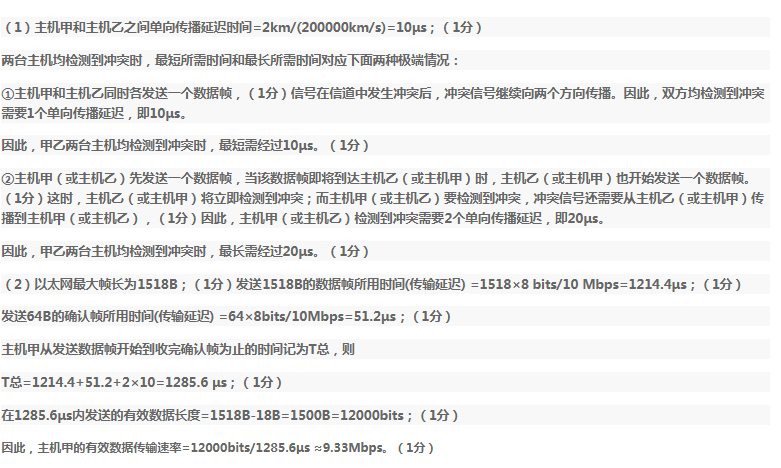 （1）主机甲和主机乙之间单向传播延迟时间=2km/(200000km/s)=10μs；（1分）
两台主机均检测到冲突时，最短所需时间和最长所需时间对应下面两种极端情况：
①主机甲和主机乙同时各发送一个数据帧，（1分）信号在信道中发生冲突后，冲突信号继续向两个方向传播。因此，双方均检测到冲突
需要1个单向传播延迟，即10μs。
因此，甲乙两台主机均检测到冲突时，最短需经过10μs。（1分）
②主机甲（或主机乙）先发送一个数据帧，当该数据帧即将到达主机乙（或主机甲）时，主机乙（或主机甲）也开始发送一个数据帧。
（1分）这时，主机乙（或主机甲）将立即检测到冲突；而主机甲（或主机乙）要检测到冲突，冲突信号还需要从主机乙（或主机甲）传
播到主机甲（或主机乙），（1分）因此，主机甲（或主机乙）检测到冲突需要2个单向传播延迟，即20μs。
因此，甲乙两台主机均检测到冲突时，最长需经过20μs。（1分）
（2）以太网最大帧长为1518B；（1分）发送1518B的数据帧所用时间(传输延迟) =1518×8 bits/10 Mbps=1214.4μs；（1分）
发送64B的确认帧所用时间(传输延迟) =64×8bits/10Mbps=51.2μs；（1分）
主机甲从发送数据帧开始到收完确认帧为止的时间记为T总，则
T总=1214.4+51.2+2×10=1285.6 μs；（1分）
在1285.6μs内发送的有效数据长度=1518B-18B=1500B=12000bits；（1分）
因此，主机甲的有效数据传输速率=12000bits/1285.6μs ≈9.33Mbps。（1分）